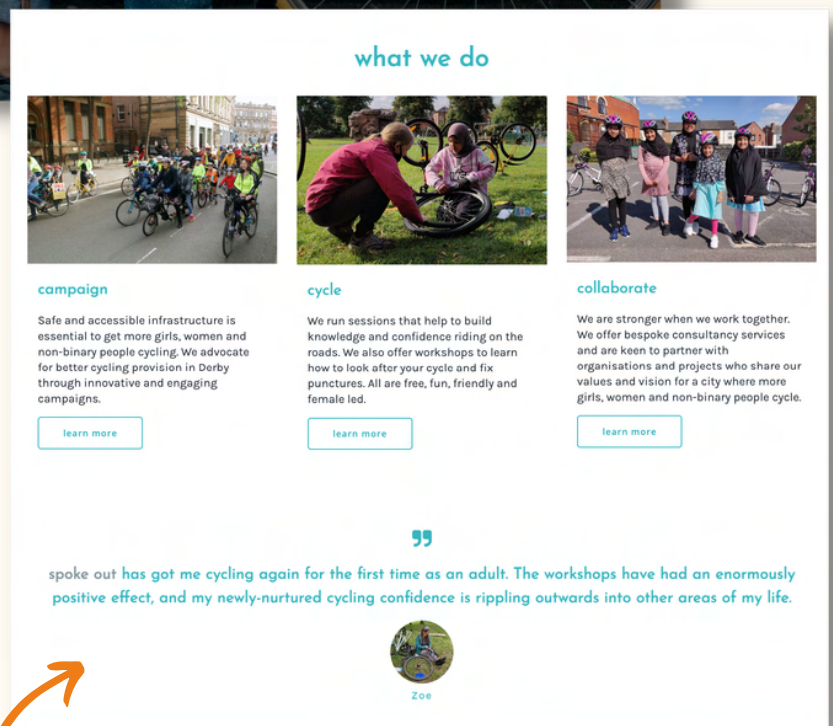 what we do
campaign
Safe and accessible infrastructure is
essential to get more girls, women and
non-binary people cycling. We advocate
for better cycling provision in Derby
through innovative and engaging
campaigns.
learn more
cycle
We run sessions that help to build
knowledge and confidence riding on the
roads. We also offer workshops to learn
how to look after your cycle and fix
punctures. All are free, fun, friendly and
female led.
learn more
collaborate
We are stronger when we work together.
We offer bespoke consultancy services
and are keen to partner with
organisations and projects who share our
values and vision for a city where more
girls, women and non-binary people cycle.
learn more
”
spoke out has got me cycling again for the first time as an adult. The workshops have had an enormously
positive effect, and my newly-nurtured cycling confidence is rippling outwards into other areas of my life.
Zoe